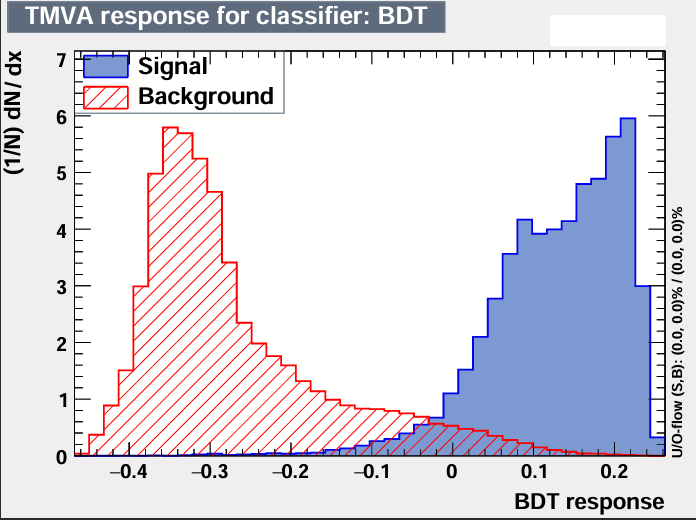 TMVA response for classifier: BDT
(1/N) dN / dx
Signal
Background
7
6
5
4
3
2
1
0
−0.4 −0.3 −0.2 −0.1 0 0.1 0.2
BDT response
U/O-flow (S,B): (0.0, 0.0)% / (0.0, 0.0)%